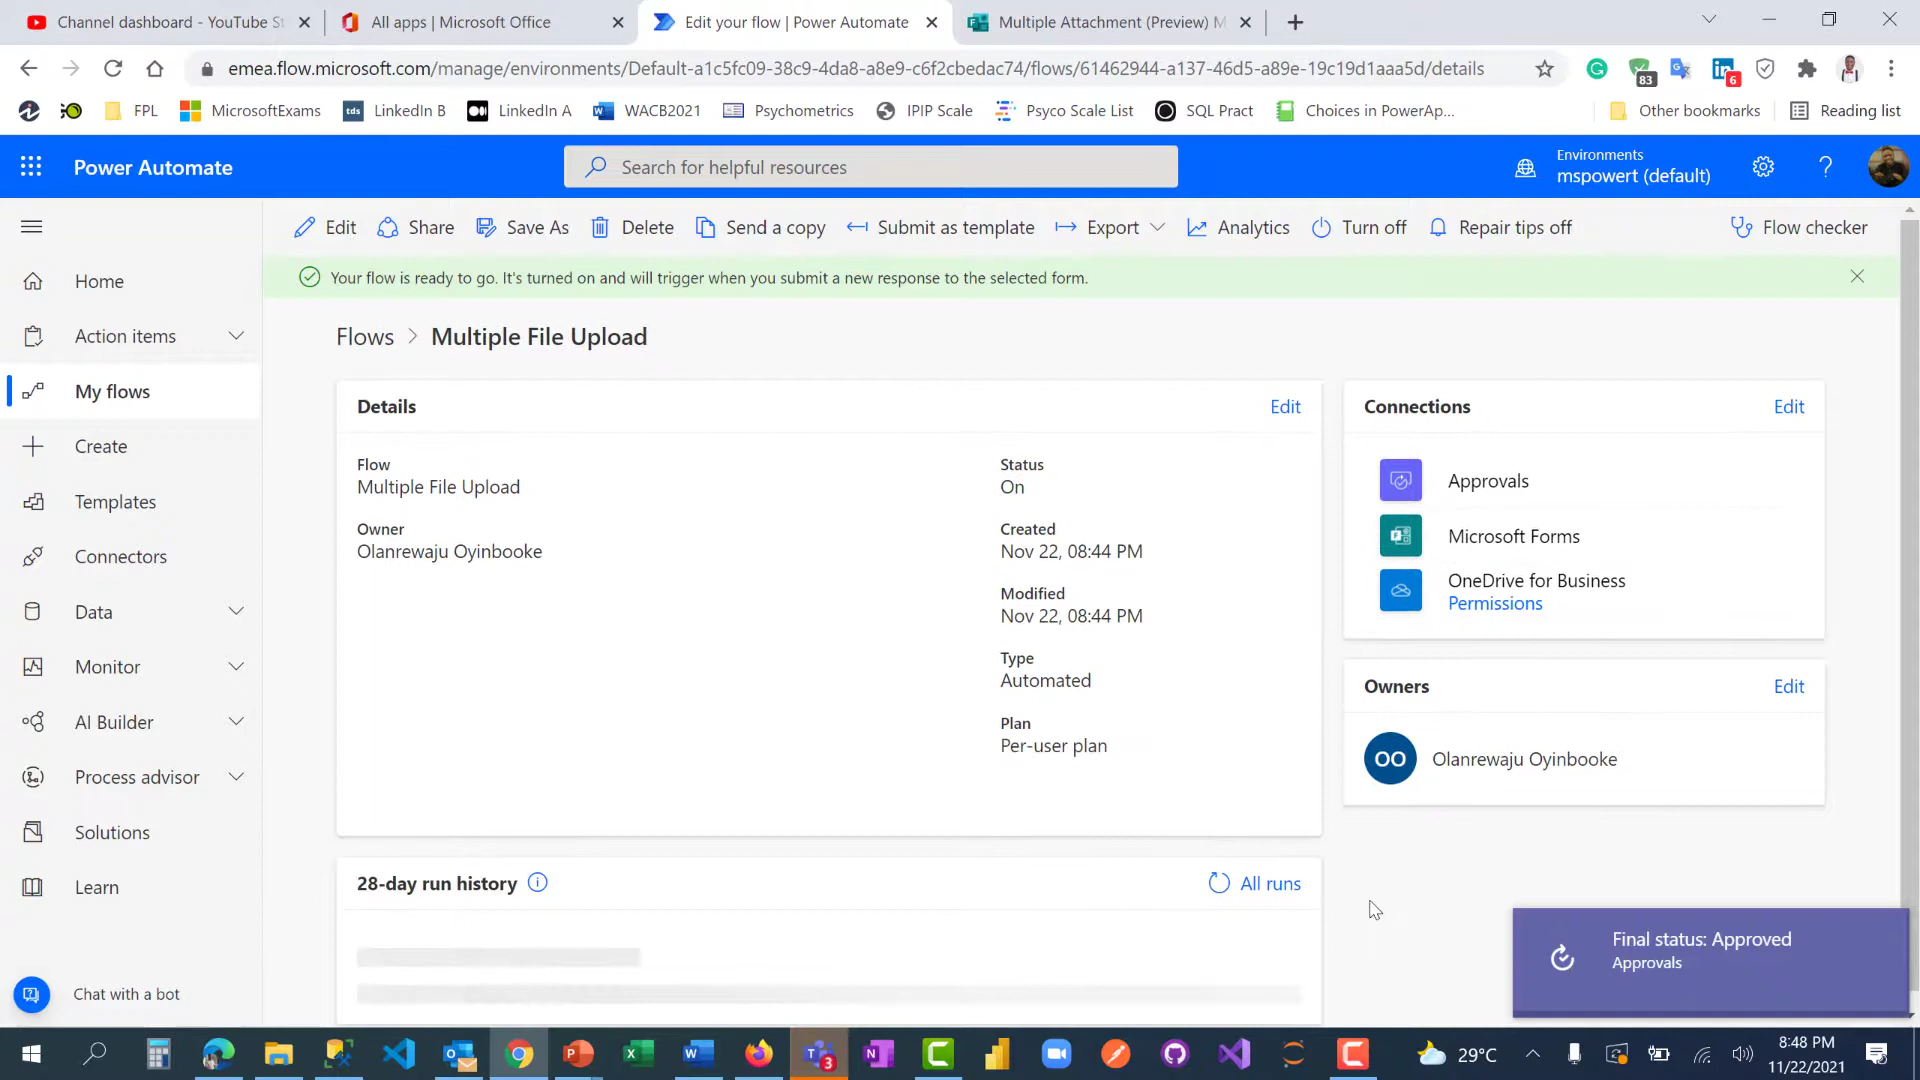 Channel dashboard - YouTube St
All apps | Microsoft Office
Edit your flow | Power Automate
Multiple Attachment (Preview) M
emea.flow.microsoft.com/manage/environments/Default-a1c5fc09-38c9-4da8-a8e9-c6f2cbedac74/flows/61462944-a137-46d5-a89e-19c19d1aaa5d/details
83
6
FPL
MicrosoftExams
tds
LinkedIn B
LinkedIn A
WACB2021
Psychometrics
IPIP Scale
Psyco Scale List
SQL Pract
Choices in PowerAp...
Other bookmarks
Reading list
Power Automate
Search for helpful resources
Environments
mspowert (default)
Edit
Share
Save As
Delete
Send a copy
Submit as template
Export
Analytics
Turn off
Repair tips off
Flow checker
Your flow is ready to go. It's turned on and will trigger when you submit a new response to the selected form.
Home
Action items
My flows
Create
Templates
Connectors
Data
Monitor
AI Builder
Process advisor
Solutions
Learn
Chat with a bot
Flows > Multiple File Upload
Details
Edit
Flow
Multiple File Upload
Owner
Olanrewaju Oyinbooke
Status
On
Created
Nov 22, 08:44 PM
Modified
Nov 22, 08:44 PM
Type
Automated
Plan
Per-user plan
Connections
Edit
Approvals
Microsoft Forms
OneDrive for Business
Permissions
Owners
Edit
OO
Olanrewaju Oyinbooke
28-day run history
All runs
Final status: Approved
Approvals
3
29°C
8:48 PM
11/22/2021